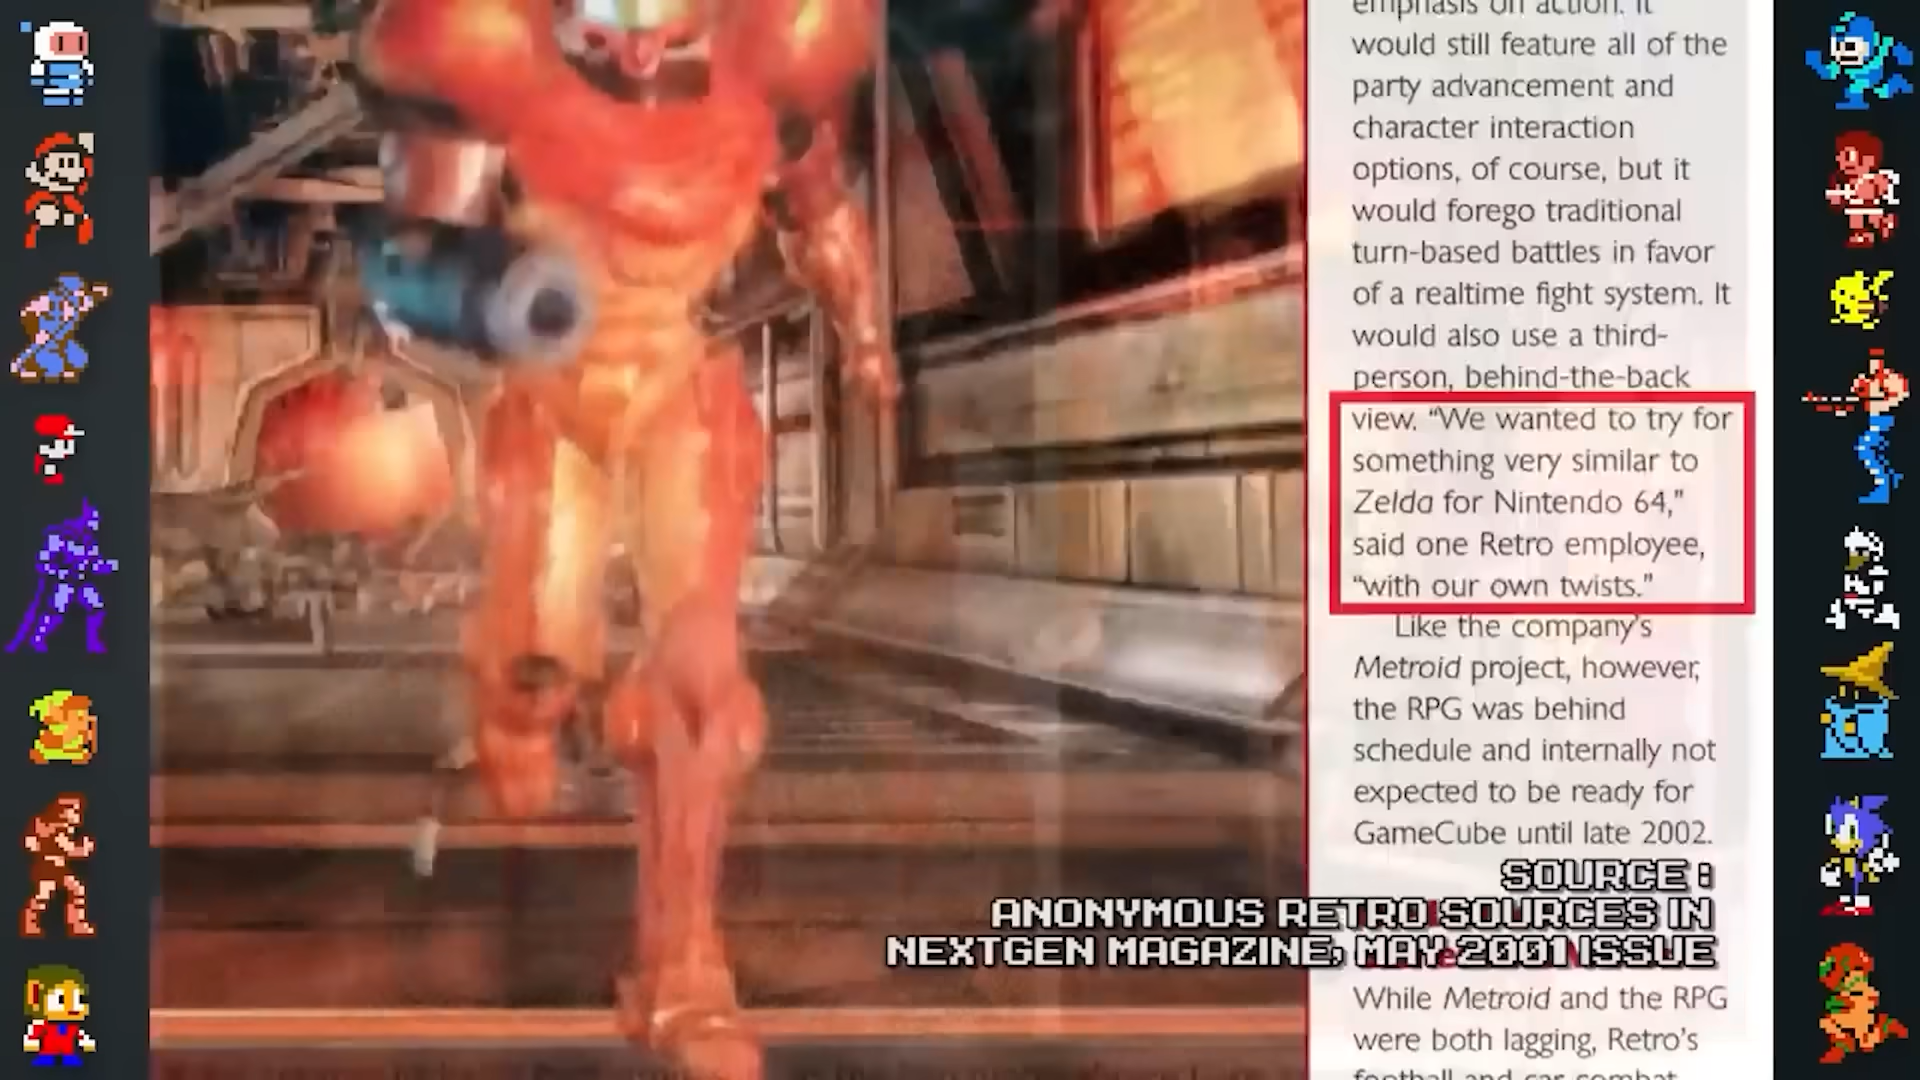 emphasis on action. It
would still feature all of the
party advancement and
character interaction
options, of course, but it
would forego traditional
turn-based battles in favor
of a realtime fight system. It
would also use a third-
person, behind-the-back
view. “We wanted to try for
something very similar to
Zelda for Nintendo 64,”
said one Retro employee,
“with our own twists.”
Like the company’s
Metroid project, however,
the RPG was behind
schedule and internally not
expected to be ready for
GameCube until late 2002.
SOURCE:
ANONYMOUS RETRO SOURCES IN
NEXTGEN MAGAZINE, MAY 2001 ISSUE
While Metroid and the RPG
were both lagging, Retro’s
football and car combat